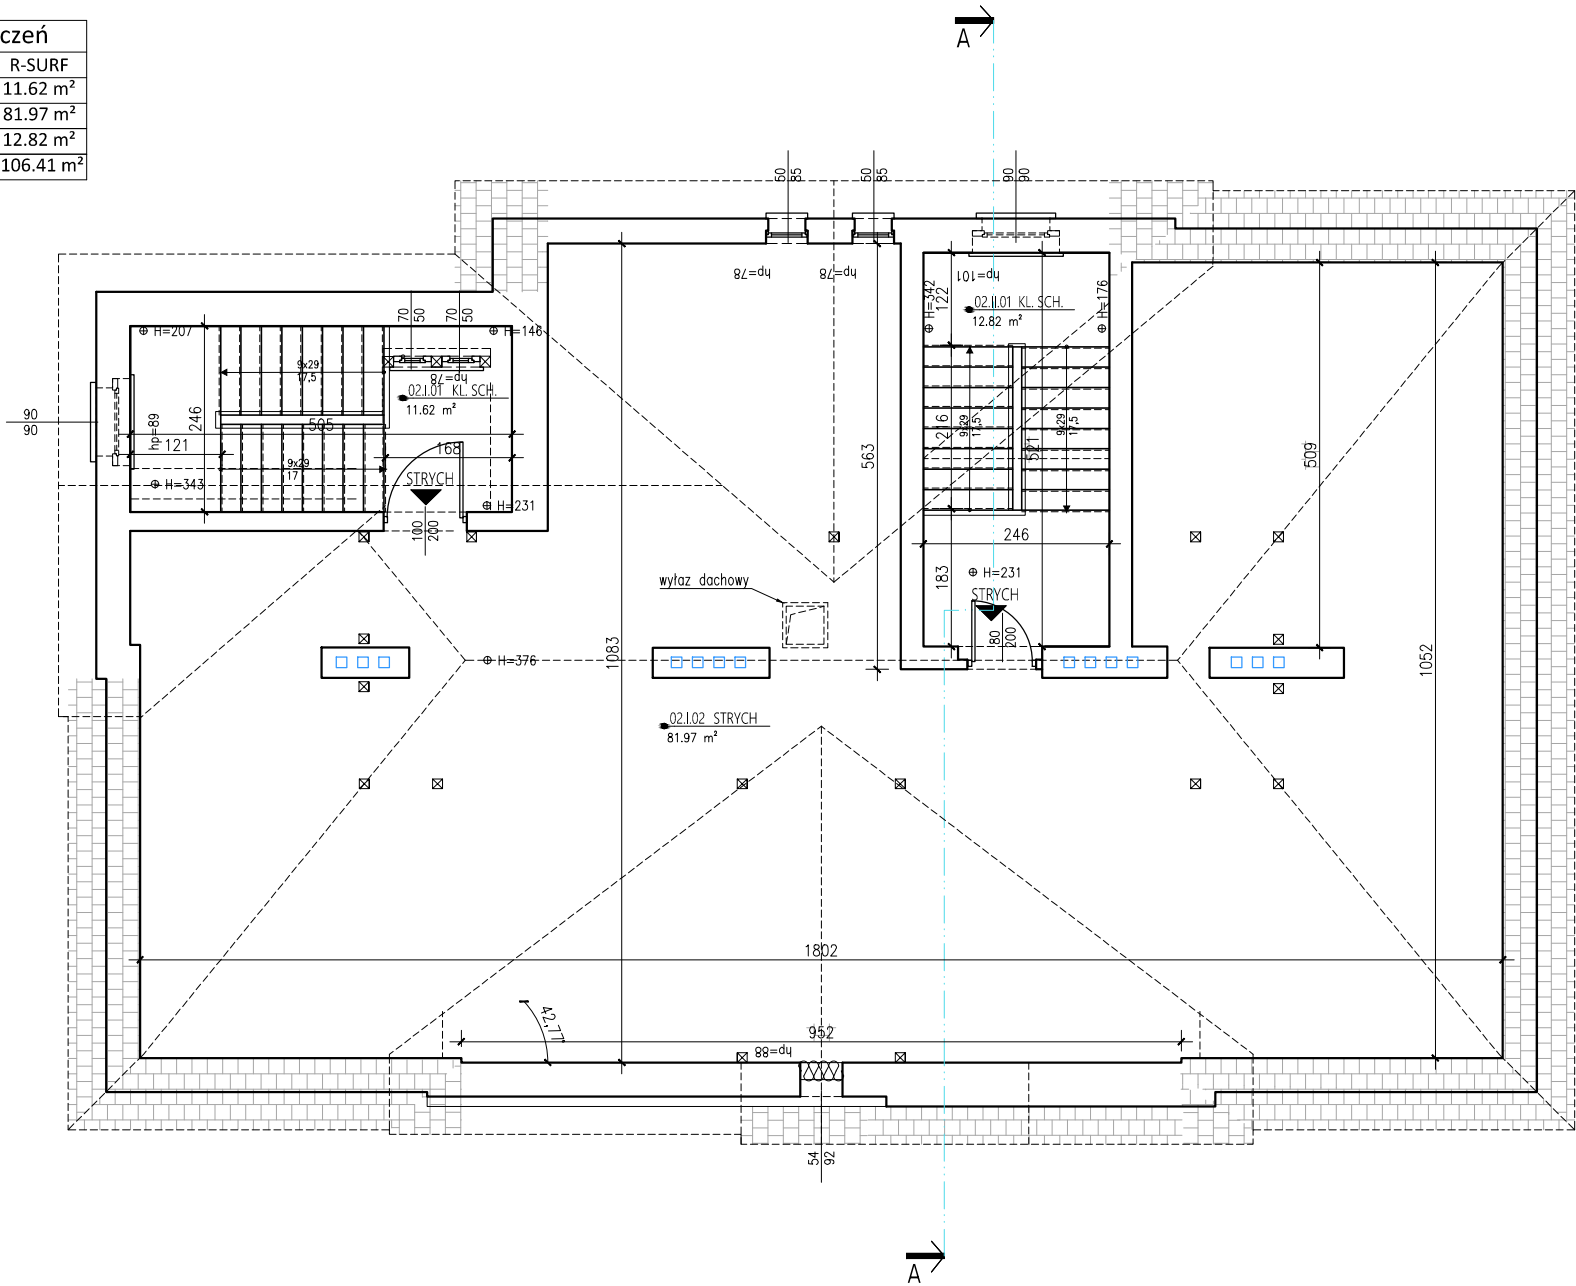 czeń
R-SURF
11.62 m²
81.97 m²
12.82 m²
106.41 m²
A
60
85
60
85
90
90
hp=78
hp=78
hp=101
H=342
122
H=176
02.II.01 KL. SCH.
12.82 m²
H=207
70
50
70
50
H=146
9x29
17,5
hp=78
02.I.01 KL. SCH.
11.62 m²
90
90
hp=89
246
505
121
168
9x29
17
STRYCH
H=343
H=231
100
200
563
216
9x29
17,5
521
9x29
17,5
509
246
183
H=231
STRYCH
80
200
wyłaz dachowy
1083
H=376
1052
02.I.02 STRYCH
81.97 m²
1802
42,77°
952
hp=88
54
92
A